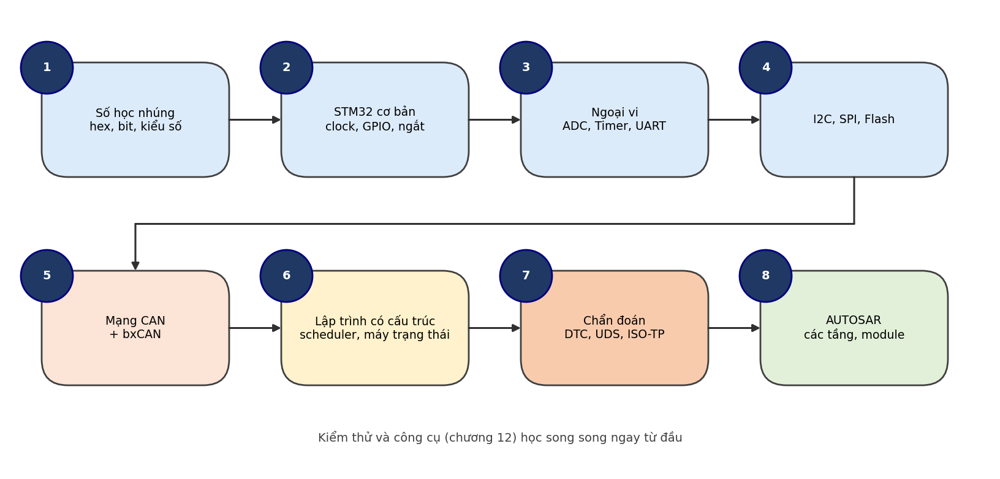 1
Số học nhúng
hex, bit, kiểu số
2
STM32 cơ bản
clock, GPIO, ngắt
3
Ngoại vi
ADC, Timer, UART
4
I2C, SPI, Flash
5
Mạng CAN
+ bxCAN
6
Lập trình có cấu trúc
scheduler, máy trạng thái
7
Chẩn đoán
DTC, UDS, ISO-TP
8
AUTOSAR
các tầng, module
Kiểm thử và công cụ (chương 12) học song song ngay từ đầu